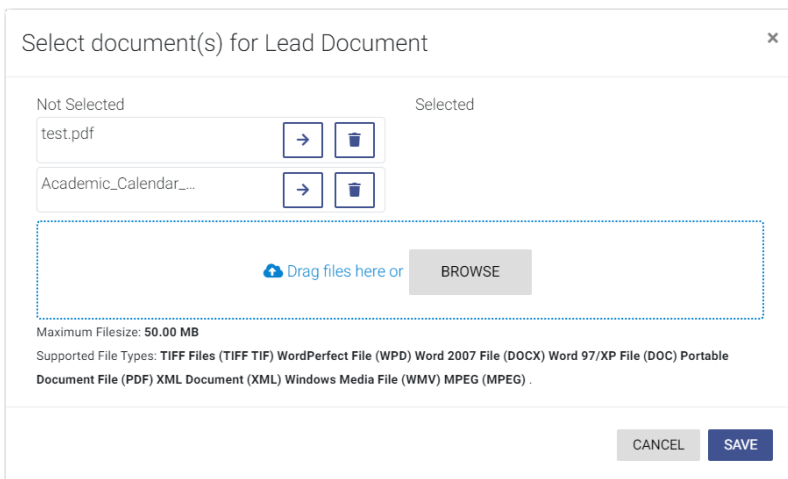 Select document(s) for Lead Document
×
Not Selected
Selected
test.pdf
Academic_Calendar_...
Drag files here or
BROWSE
Maximum Filesize: 50.00 MB
Supported File Types: TIFF Files (TIFF TIF) WordPerfect File (WPD) Word 2007 File (DOCX) Word 97/XP File (DOC) Portable
Document File (PDF) XML Document (XML) Windows Media File (WMV) MPEG (MPEG) .
CANCEL
SAVE